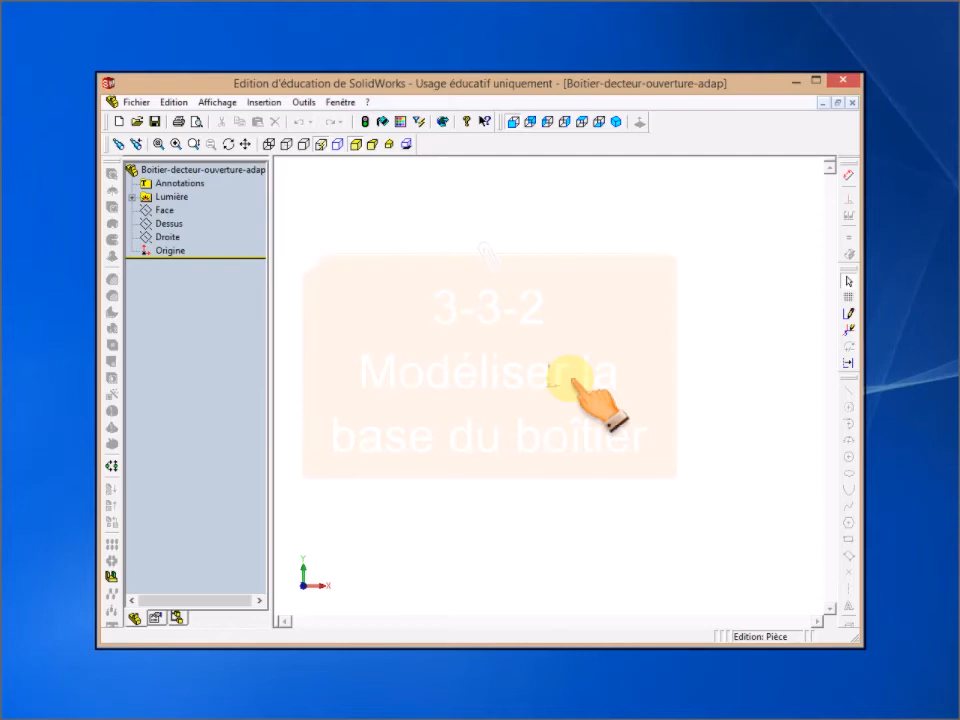 Edition d'éducation de SolidWorks - Usage éducatif uniquement - [Boitier-decteur-ouverture-adap]
Fichier Edition Affichage Insertion Outils Fenêtre ?
Boitier-decteur-ouverture-adap
Annotations
Lumière
Face
Dessus
Droite
Origine
3-3-2
Modéliser la
base du boîtier
Y
X
Edition: Pièce